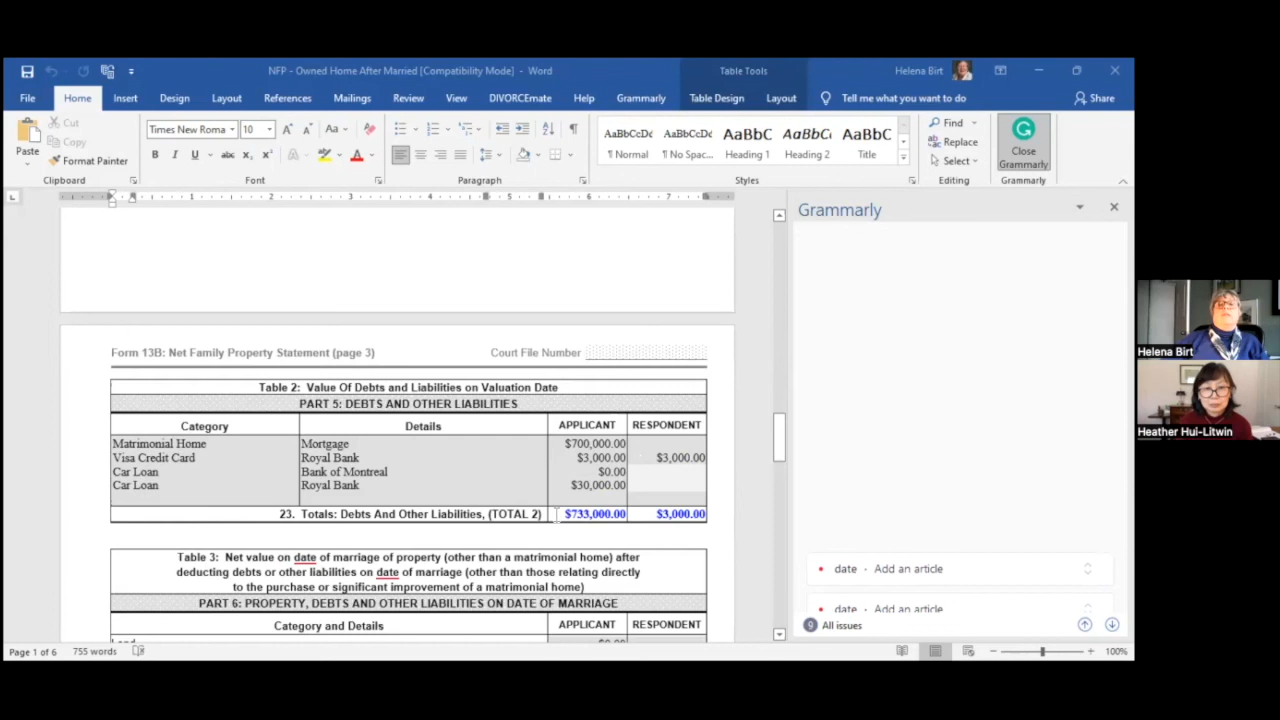 NFP - Owned Home After Married [Compatibility Mode] - Word
Table Tools
Helena Birt
File Home Insert Design Layout References Mailings Review View DIVORCEmate Help Grammarly Table Design Layout Tell me what you want to do Share
Paste
Cut
Copy
Format Painter
Times New Roma 10
AaBbCcDc AaBbCcDc AaBbC AaBbCi AaBbC
¶ Normal ¶ No Spac... Heading 1 Heading 2 Title
Find
Replace
Select
Close
Grammarly
Clipboard Font Paragraph Styles Editing Grammarly
1 2 3 4 5 6 7
Grammarly
Form 13B: Net Family Property Statement (page 3) Court File Number
Table 2: Value Of Debts and Liabilities on Valuation Date
PART 5: DEBTS AND OTHER LIABILITIES
Category Details APPLICANT RESPONDENT
Matrimonial Home Mortgage $700,000.00
Visa Credit Card Royal Bank $3,000.00 $3,000.00
Car Loan Bank of Montreal $0.00
Car Loan Royal Bank $30,000.00
23. Totals: Debts And Other Liabilities, (TOTAL 2) $733,000.00 $3,000.00
Table 3: Net value on date of marriage of property (other than a matrimonial home) after
deducting debts or other liabilities on date of marriage (other than those relating directly
to the purchase or significant improvement of a matrimonial home)
PART 6: PROPERTY, DEBTS AND OTHER LIABILITIES ON DATE OF MARRIAGE
Category and Details APPLICANT RESPONDENT
date · Add an article
date · Add an article
9 All issues
Page 1 of 6 755 words 100%
Helena Birt
Heather Hui-Litwin